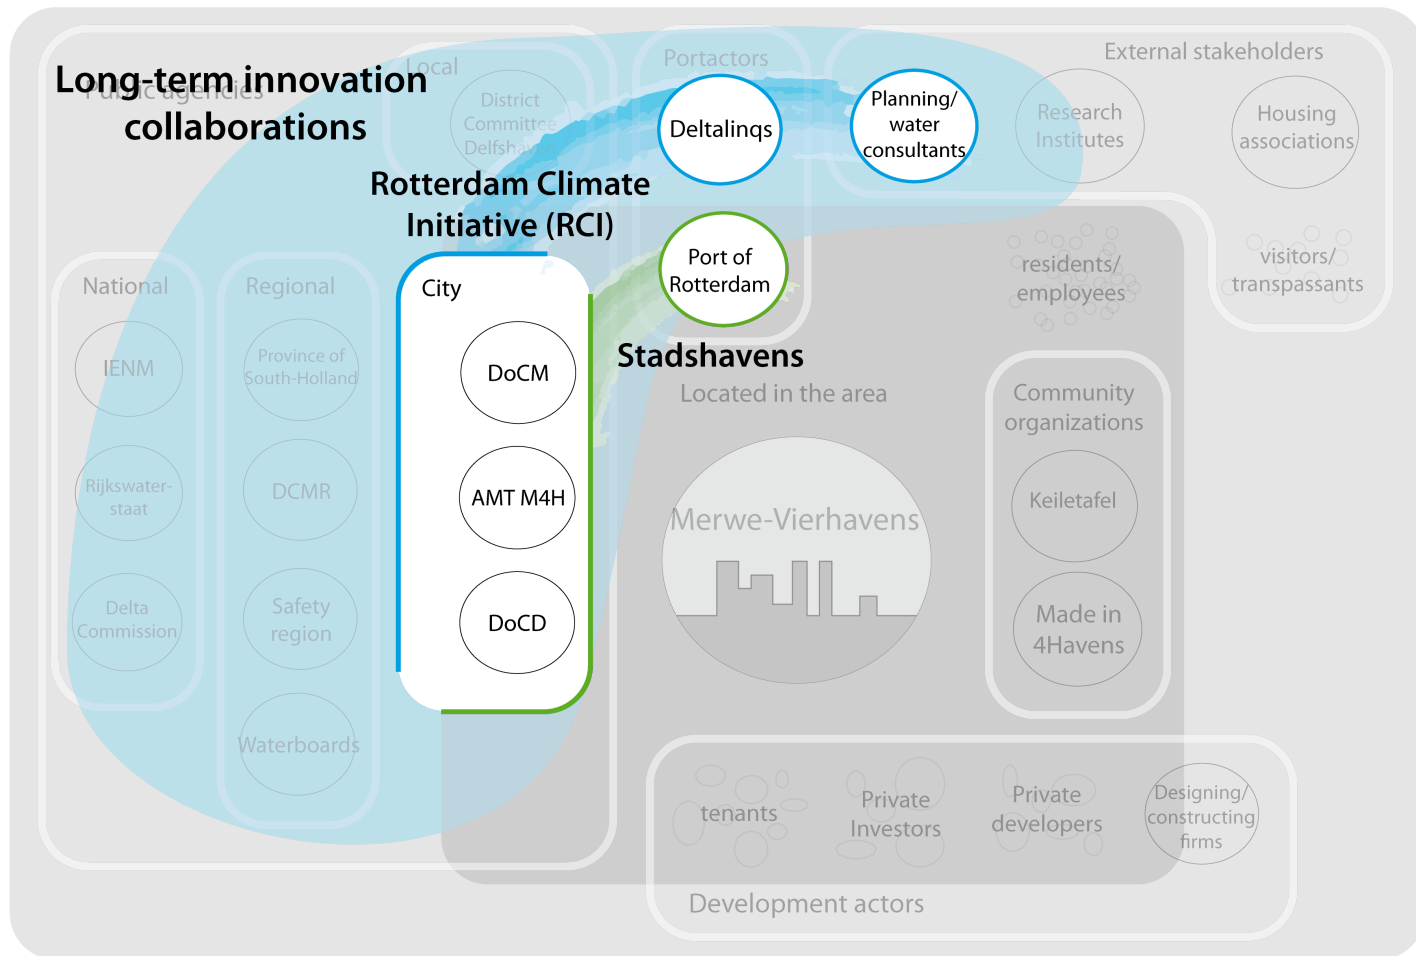 Long-term innovation
collaborations
Public agencies
Local
District
Committee
Delfshaven
Portactors
Deltalinqs
Planning/
water
consultants
External stakeholders
Research
Institutes
Housing
associations
Rotterdam Climate
Initiative (RCI)
Port of
Rotterdam
Stadshavens
residents/
employees
visitors/
transpassants
National
IENM
Rijkswater-
staat
Delta
Commission
Regional
Province of
South-Holland
DCMR
Safety
region
Waterboards
City
DoCM
AMT M4H
DoCD
Located in the area
Merwe-Vierhavens
Community
organizations
Keiletafel
Made in
4Havens
tenants
Private
Investors
Private
developers
Designing/
constructing
firms
Development actors